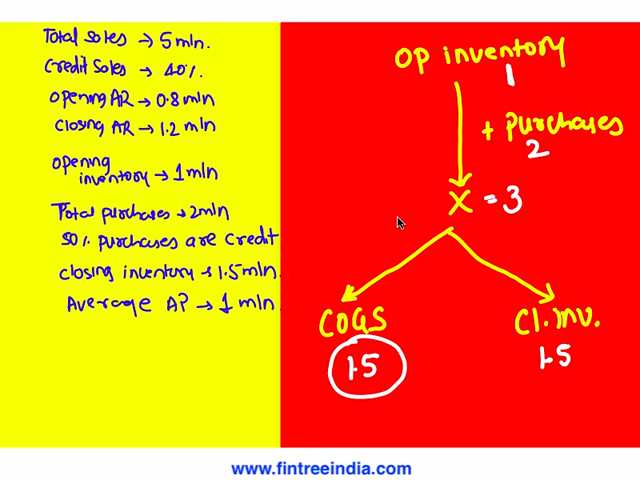 Total sales → 5 mln.
Credit sales → 40%.
Opening AR → 0.8 mln
Closing AR → 1.2 mln
Opening
inventory → 1 mln
Total purchases → 2 mln
50% purchases are credit
closing inventory → 1.5 mln.
Average AP → 1 mln
OP inventory
1
+ Purchases
2
X = 3
COGS
1.5
Cl. Inv.
1.5
www.fintreeindia.com